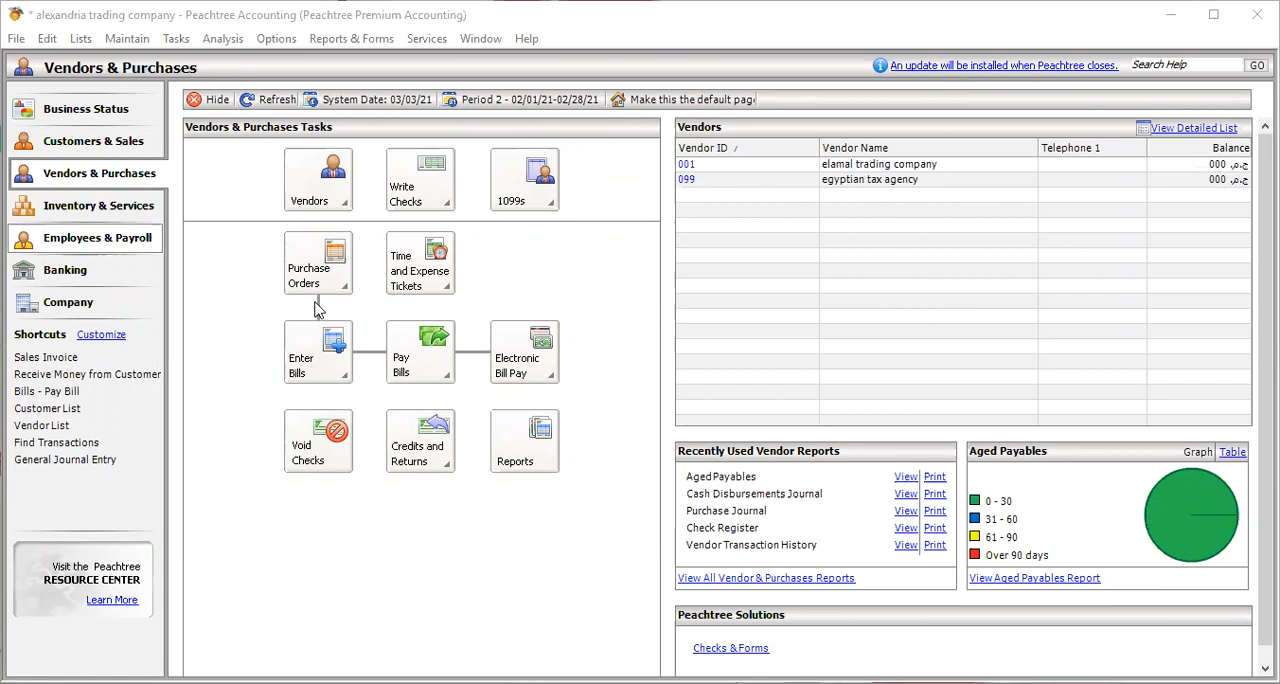 * alexandria trading company - Peachtree Accounting (Peachtree Premium Accounting)
File Edit Lists Maintain Tasks Analysis Options Reports & Forms Services Window Help
Vendors & Purchases
An update will be installed when Peachtree closes.
Search Help
GO
Business Status
Customers & Sales
Vendors & Purchases
Inventory & Services
Employees & Payroll
Banking
Company
Shortcuts Customize
Sales Invoice
Receive Money from Customer
Bills - Pay Bill
Customer List
Vendor List
Find Transactions
General Journal Entry
Visit the Peachtree
RESOURCE CENTER
Learn More
Hide Refresh System Date: 03/03/21 Period 2 - 02/01/21-02/28/21 Make this the default page
Vendors & Purchases Tasks
Vendors
Write
Checks
1099s
Purchase
Orders
Time
and Expense
Tickets
Enter
Bills
Pay
Bills
Electronic
Bill Pay
Void
Checks
Credits and
Returns
Reports
Vendors View Detailed List
Vendor ID / Vendor Name Telephone 1 Balance
001 elamal trading company ج.م. 000
099 egyptian tax agency ج.م. 000
Recently Used Vendor Reports
Aged Payables View Print
Cash Disbursements Journal View Print
Purchase Journal View Print
Check Register View Print
Vendor Transaction History View Print
View All Vendor & Purchases Reports
Aged Payables Graph Table
0 - 30
31 - 60
61 - 90
Over 90 days
View Aged Payables Report
Peachtree Solutions
Checks & Forms